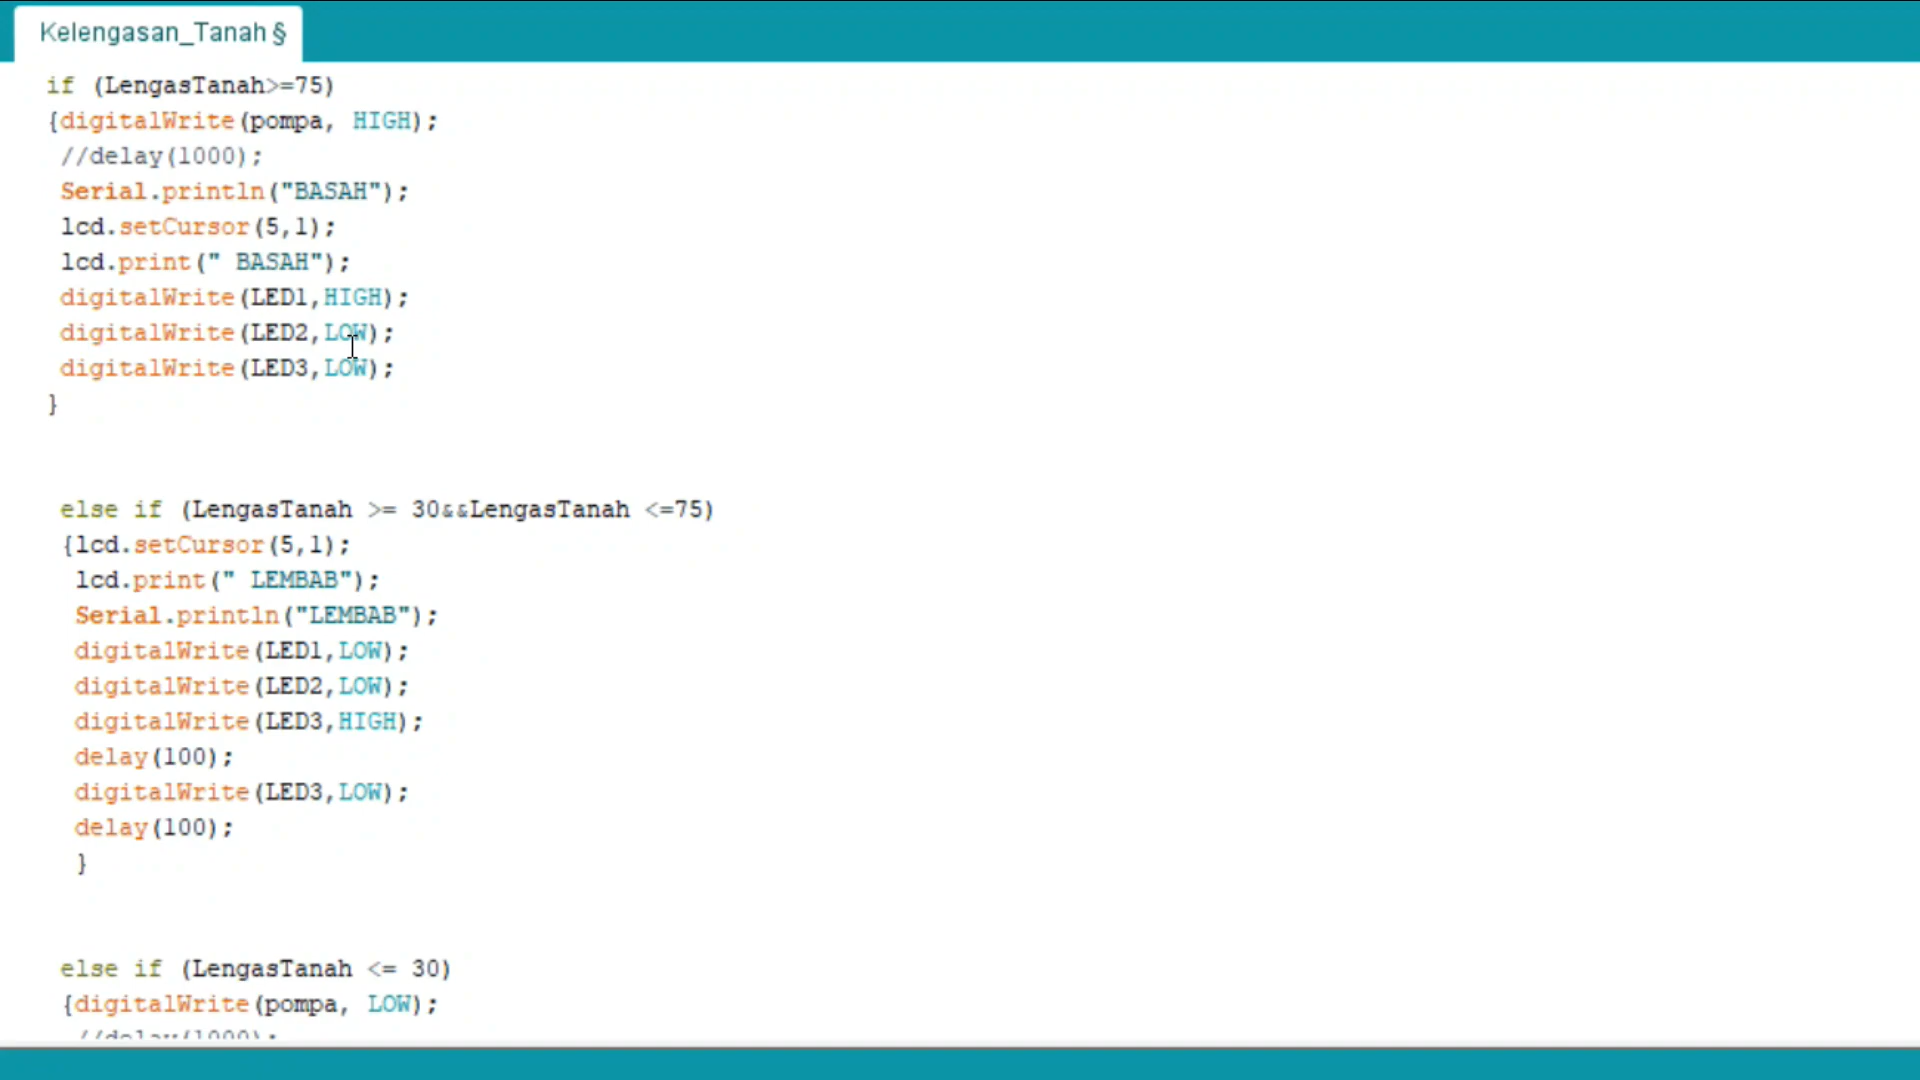 Kelengasan_Tanah §
if (LengasTanah>=75)
{digitalWrite(pompa, HIGH);
//delay(1000);
Serial.println("BASAH");
lcd.setCursor(5,1);
lcd.print(" BASAH");
digitalWrite(LED1,HIGH);
digitalWrite(LED2,LOW);
digitalWrite(LED3,LOW);
}
else if (LengasTanah >= 30&&LengasTanah <=75)
{lcd.setCursor(5,1);
lcd.print(" LEMBAB");
Serial.println("LEMBAB");
digitalWrite(LED1,LOW);
digitalWrite(LED2,LOW);
digitalWrite(LED3,HIGH);
delay(100);
digitalWrite(LED3,LOW);
delay(100);
}
else if (LengasTanah <= 30)
{digitalWrite(pompa, LOW);
//delay(1000);